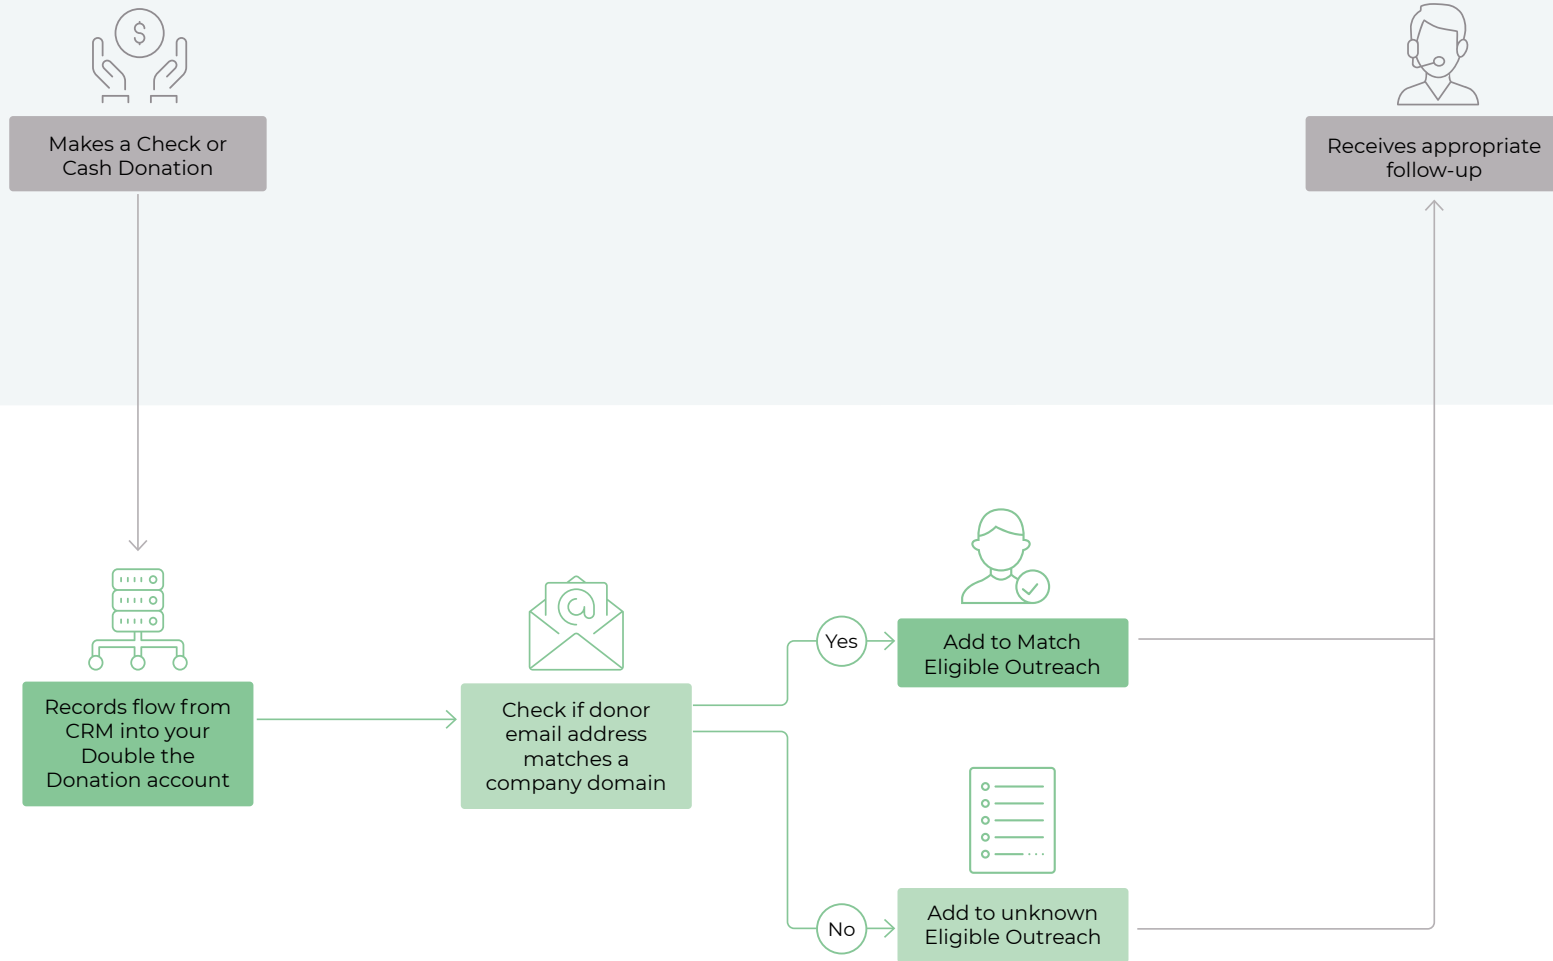 $
Makes a Check or
Cash Donation
Receives appropriate
follow-up
Records flow from
CRM into your
Double the
Donation account
@
Check if donor
email address
matches a
company domain
Yes
Add to Match
Eligible Outreach
No
Add to unknown
Eligible Outreach